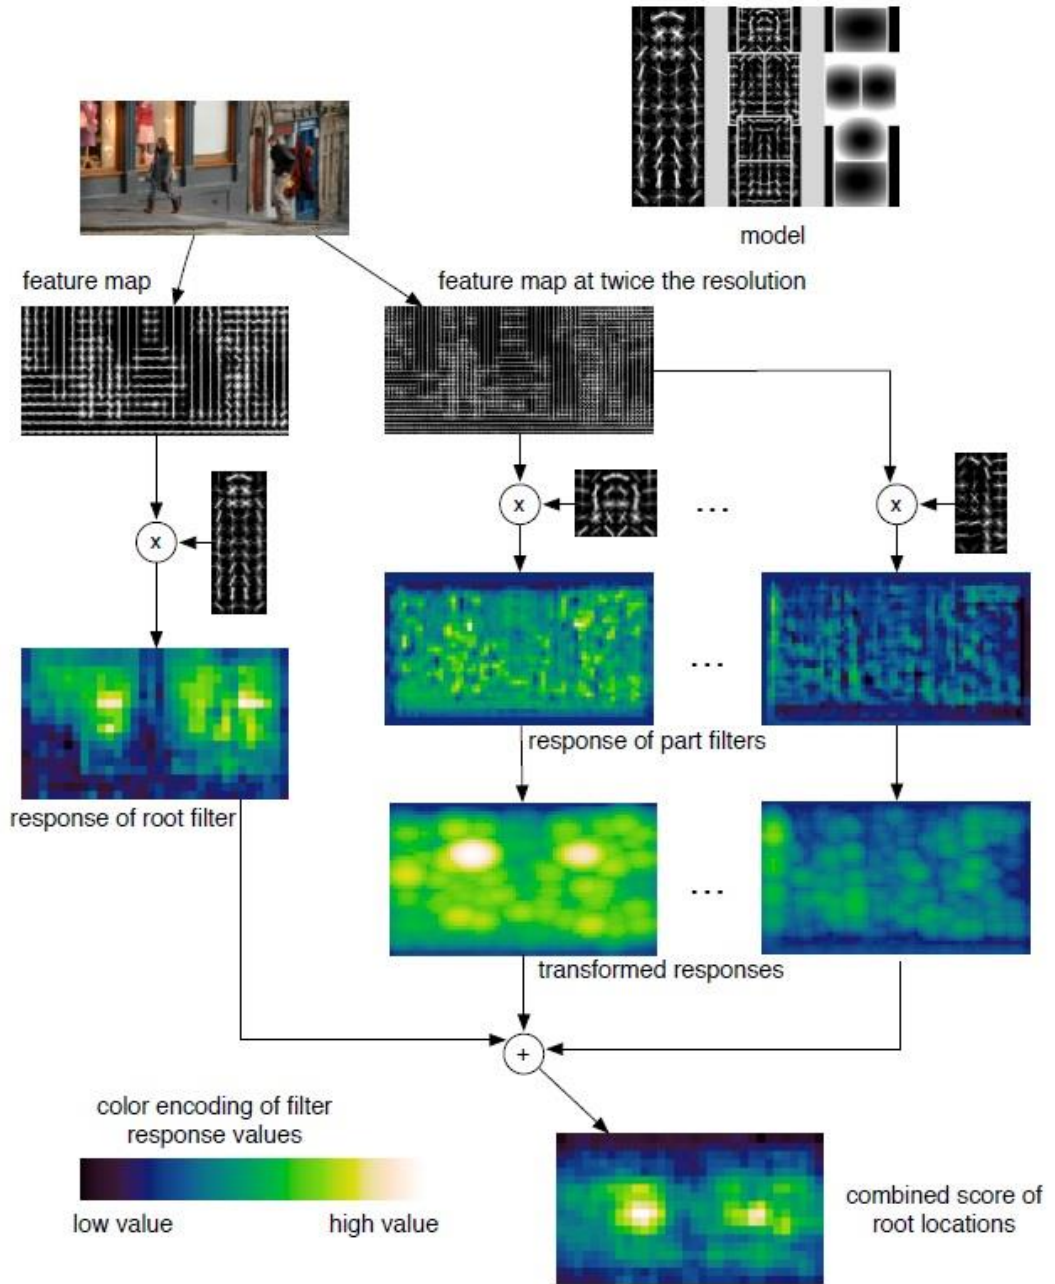 model
feature map
feature map at twice the resolution
x
x
...
x
...
response of part filters
response of root filter
...
transformed responses
+
color encoding of filter
response values
low value
high value
combined score of
root locations